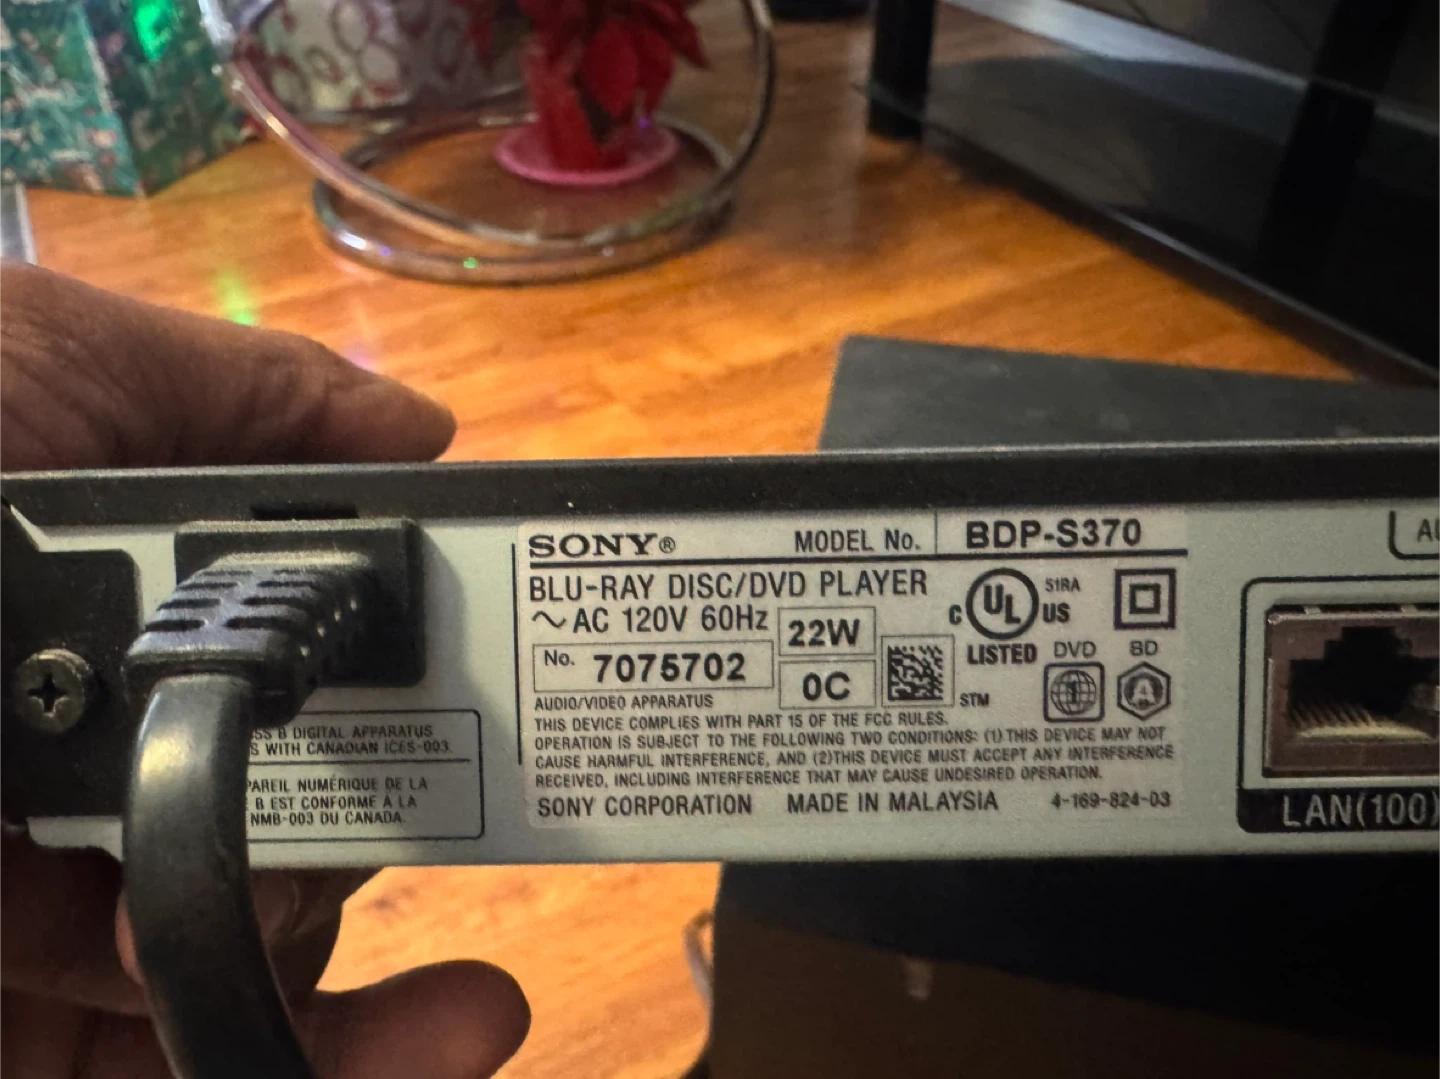 SONY® MODEL No. BDP-S370
BLU-RAY DISC/DVD PLAYER
∼ AC 120V 60Hz 22W
No. 7075702 0C
C UL US 51RA
LISTED DVD BD
STM
AUDIO/VIDEO APPARATUS
THIS DEVICE COMPLIES WITH PART 15 OF THE FCC RULES.
OPERATION IS SUBJECT TO THE FOLLOWING TWO CONDITIONS: (1) THIS DEVICE MAY NOT
CAUSE HARMFUL INTERFERENCE, AND (2)THIS DEVICE MUST ACCEPT ANY INTERFERENCE
RECEIVED, INCLUDING INTERFERENCE THAT MAY CAUSE UNDESIRED OPERATION.
SONY CORPORATION MADE IN MALAYSIA 4-169-824-03
SS B DIGITAL APPARATUS
S WITH CANADIAN ICES-003.
PAREIL NUMÉRIQUE DE LA
B EST CONFORME À LA
NMB-003 DU CANADA.
LAN(100)